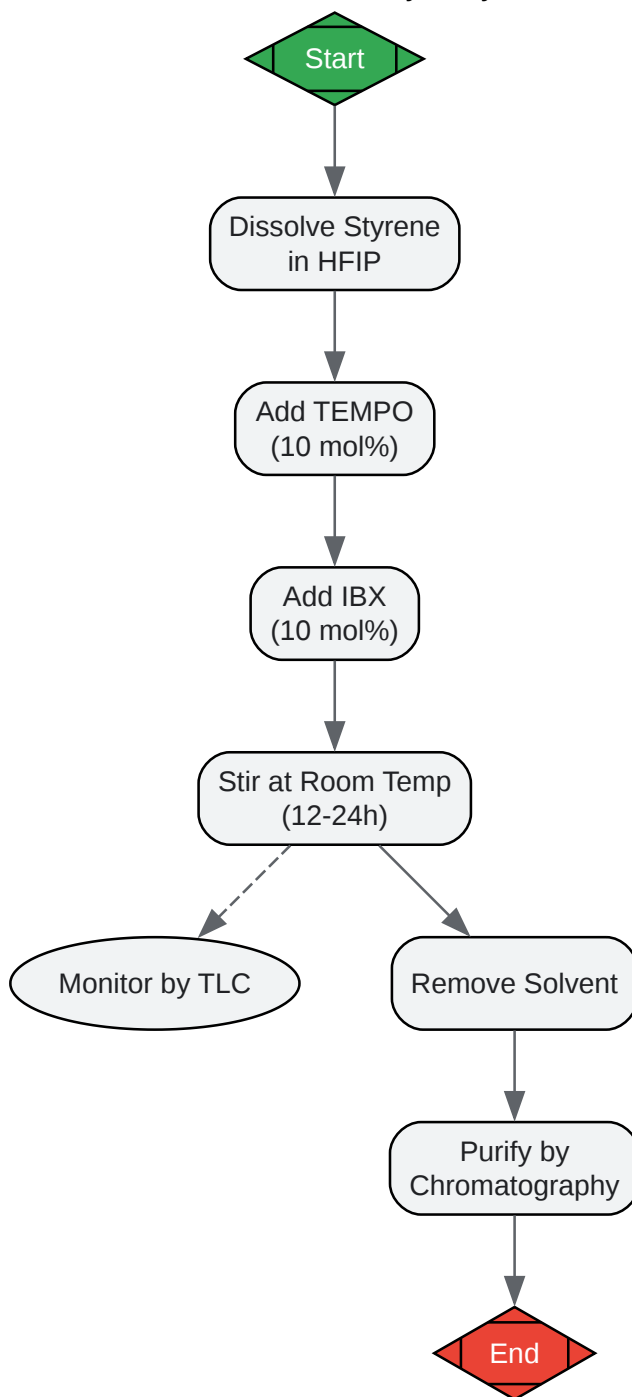 Start
Dissolve Styrene
in HFIP
Add TEMPO
(10 mol%)
Add IBX
(10 mol%)
Stir at Room Temp
(12-24h)
Monitor by TLC
Remove Solvent
Purify by
Chromatography
End